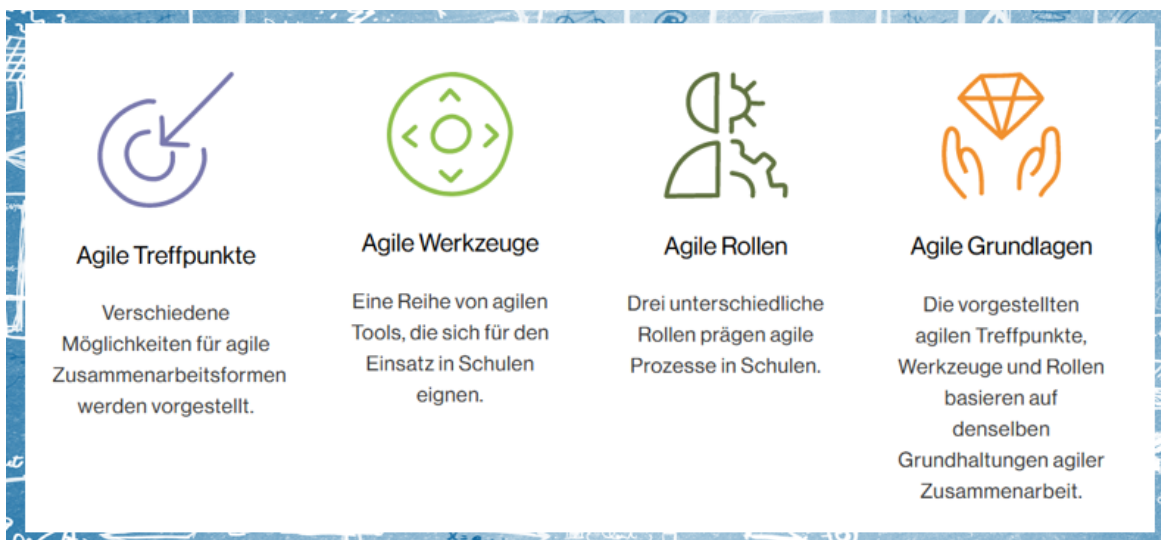 Agile Treffpunkte
Verschiedene
Möglichkeiten für agile
Zusammenarbeitsformen
werden vorgestellt.
Agile Werkzeuge
Eine Reihe von agilen
Tools, die sich für den
Einsatz in Schulen
eignen.
Agile Rollen
Drei unterschiedliche
Rollen prägen agile
Prozesse in Schulen.
Agile Grundlagen
Die vorgestellten
agilen Treffpunkte,
Werkzeuge und Rollen
basieren auf
denselben
Grundhaltungen agiler
Zusammenarbeit.